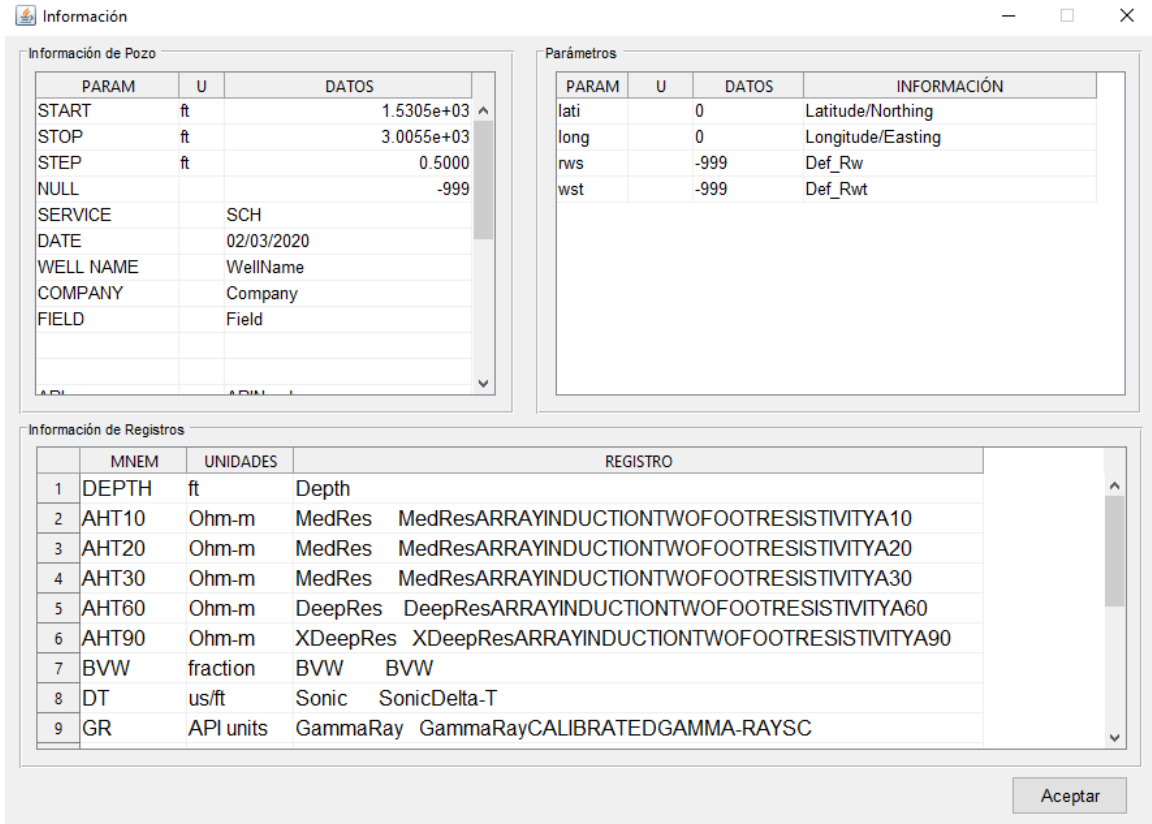 Información
Información de Pozo
PARAM U DATOS
START ft 1.5305e+03
STOP ft 3.0055e+03
STEP ft 0.5000
NULL -999
SERVICE SCH
DATE 02/03/2020
WELL NAME WellName
COMPANY Company
FIELD Field
Parámetros
PARAM U DATOS INFORMACIÓN
lati 0 Latitude/Northing
long 0 Longitude/Easting
rws -999 Def_Rw
wst -999 Def_Rwt
Información de Registros
MNEM UNIDADES REGISTRO
1 DEPTH ft Depth
2 AHT10 Ohm-m MedRes MedResARRAYINDUCTIONTWOFOOTRESISTIVITYA10
3 AHT20 Ohm-m MedRes MedResARRAYINDUCTIONTWOFOOTRESISTIVITYA20
4 AHT30 Ohm-m MedRes MedResARRAYINDUCTIONTWOFOOTRESISTIVITYA30
5 AHT60 Ohm-m DeepRes DeepResARRAYINDUCTIONTWOFOOTRESISTIVITYA60
6 AHT90 Ohm-m XDeepRes XDeepResARRAYINDUCTIONTWOFOOTRESISTIVITYA90
7 BVW fraction BVW BVW
8 DT us/ft Sonic SonicDelta-T
9 GR API units GammaRay GammaRayCALIBRATEDGAMMA-RAYSC
Aceptar